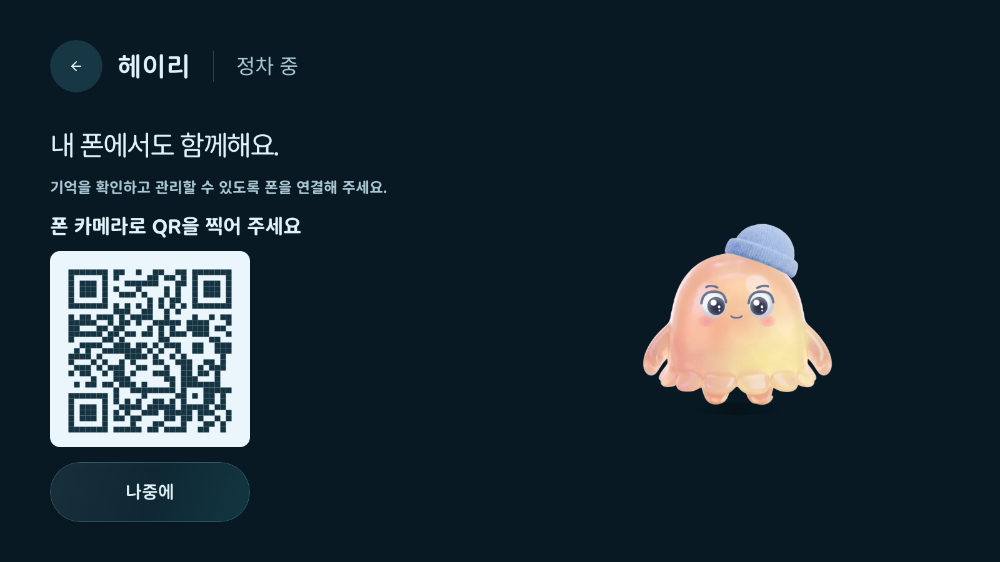 헤이리
정차 중
내 폰에서도 함께해요.
기억을 확인하고 관리할 수 있도록 폰을 연결해 주세요.
폰 카메라로 QR을 찍어 주세요
나중에